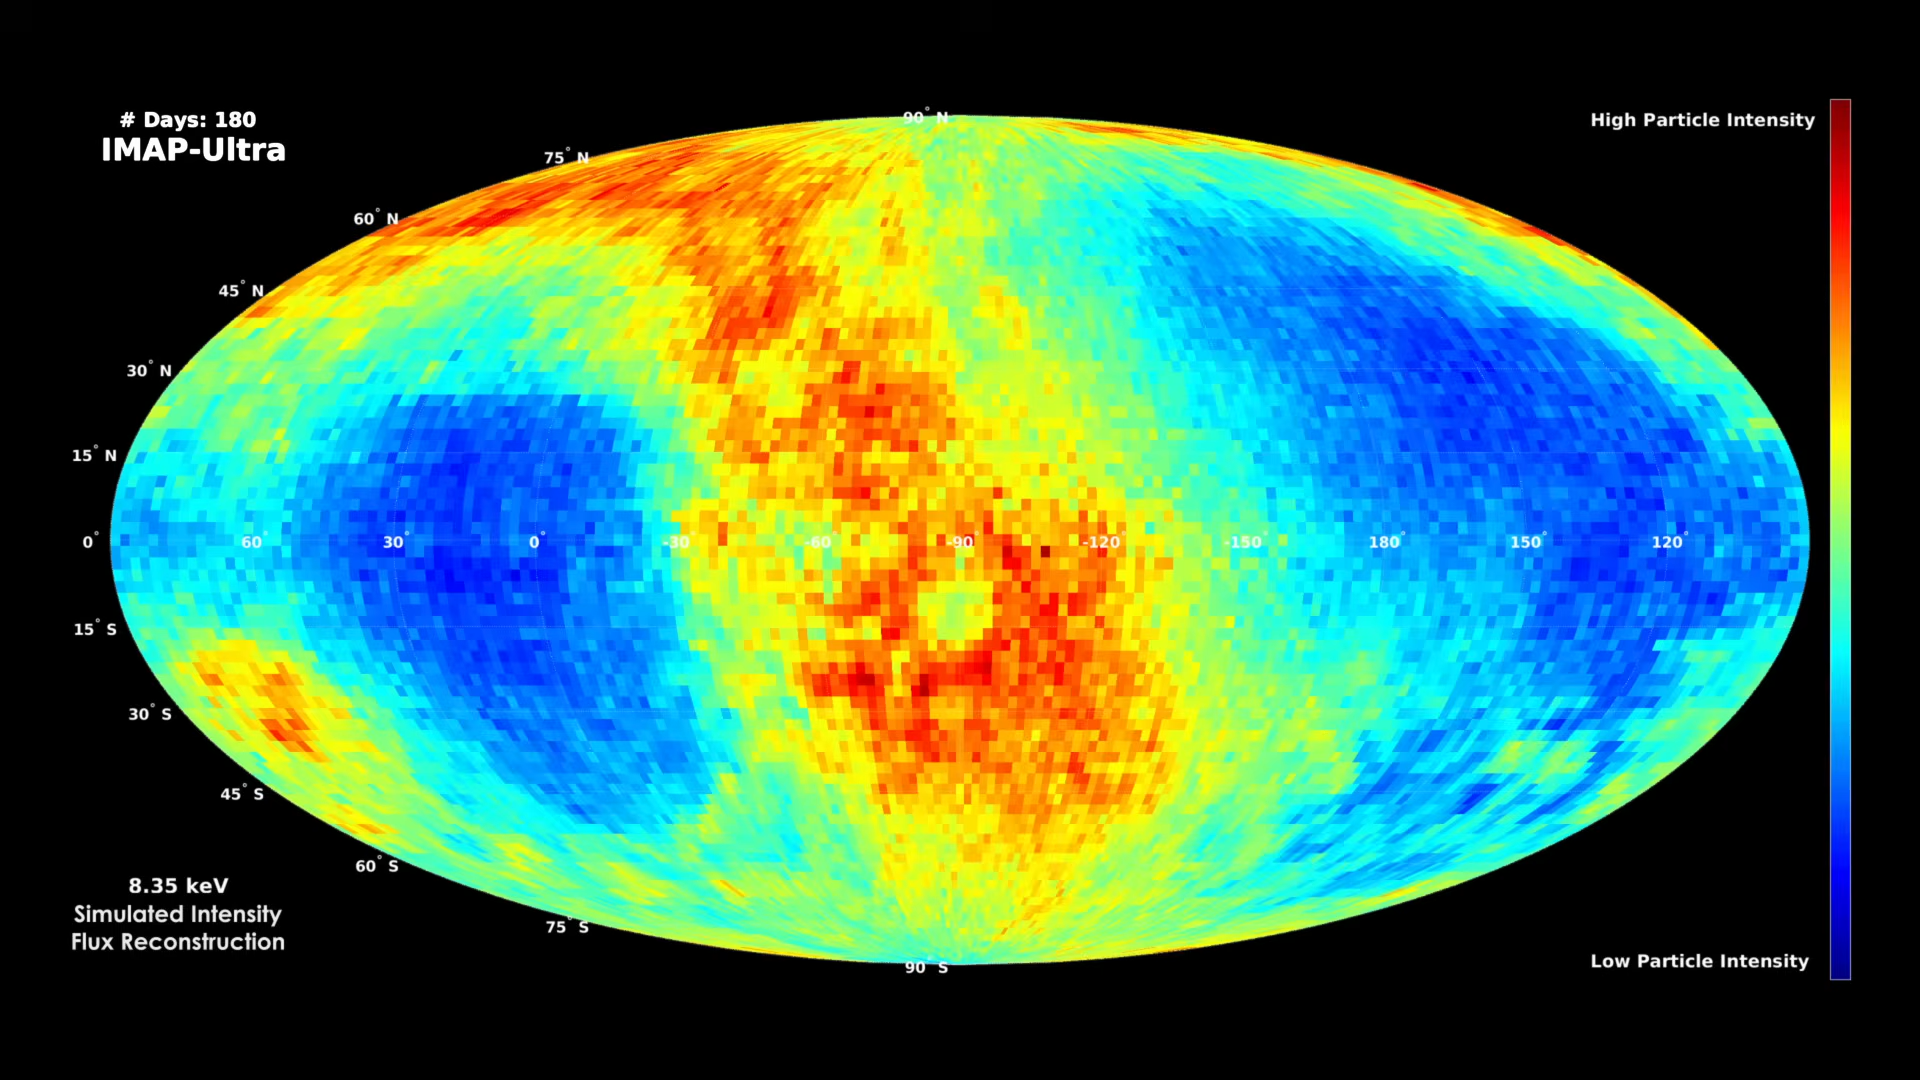 # Days: 180
IMAP-Ultra
High Particle Intensity
90° N
75° N
60° N
45° N
30° N
15° N
0°
60° 30° 0° -30° -60° -90° -120° -150° 180° 150° 120°
15° S
30° S
45° S
60° S
75° S
90° S
8.35 keV
Simulated Intensity
Flux Reconstruction
Low Particle Intensity